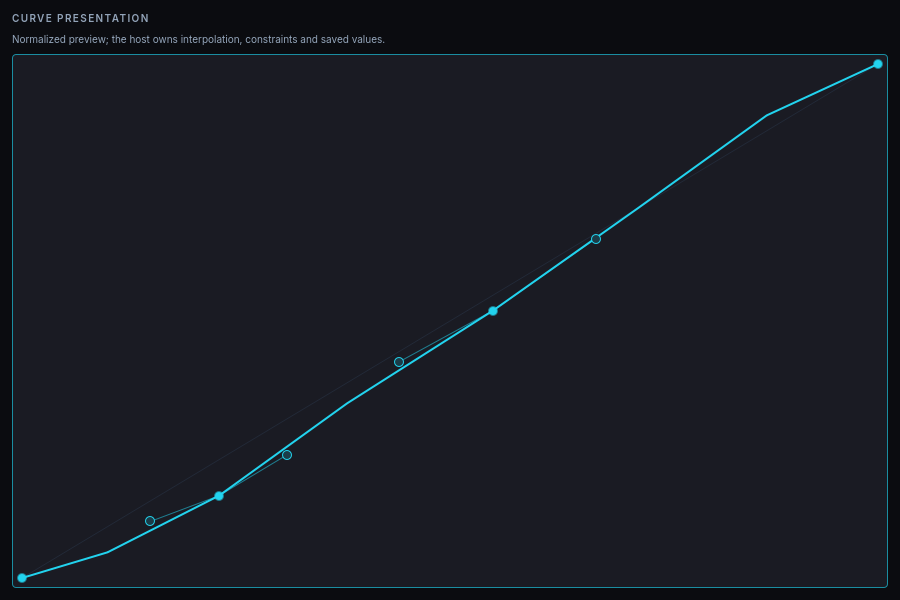 CURVE PRESENTATION
Normalized preview; the host owns interpolation, constraints and saved values.